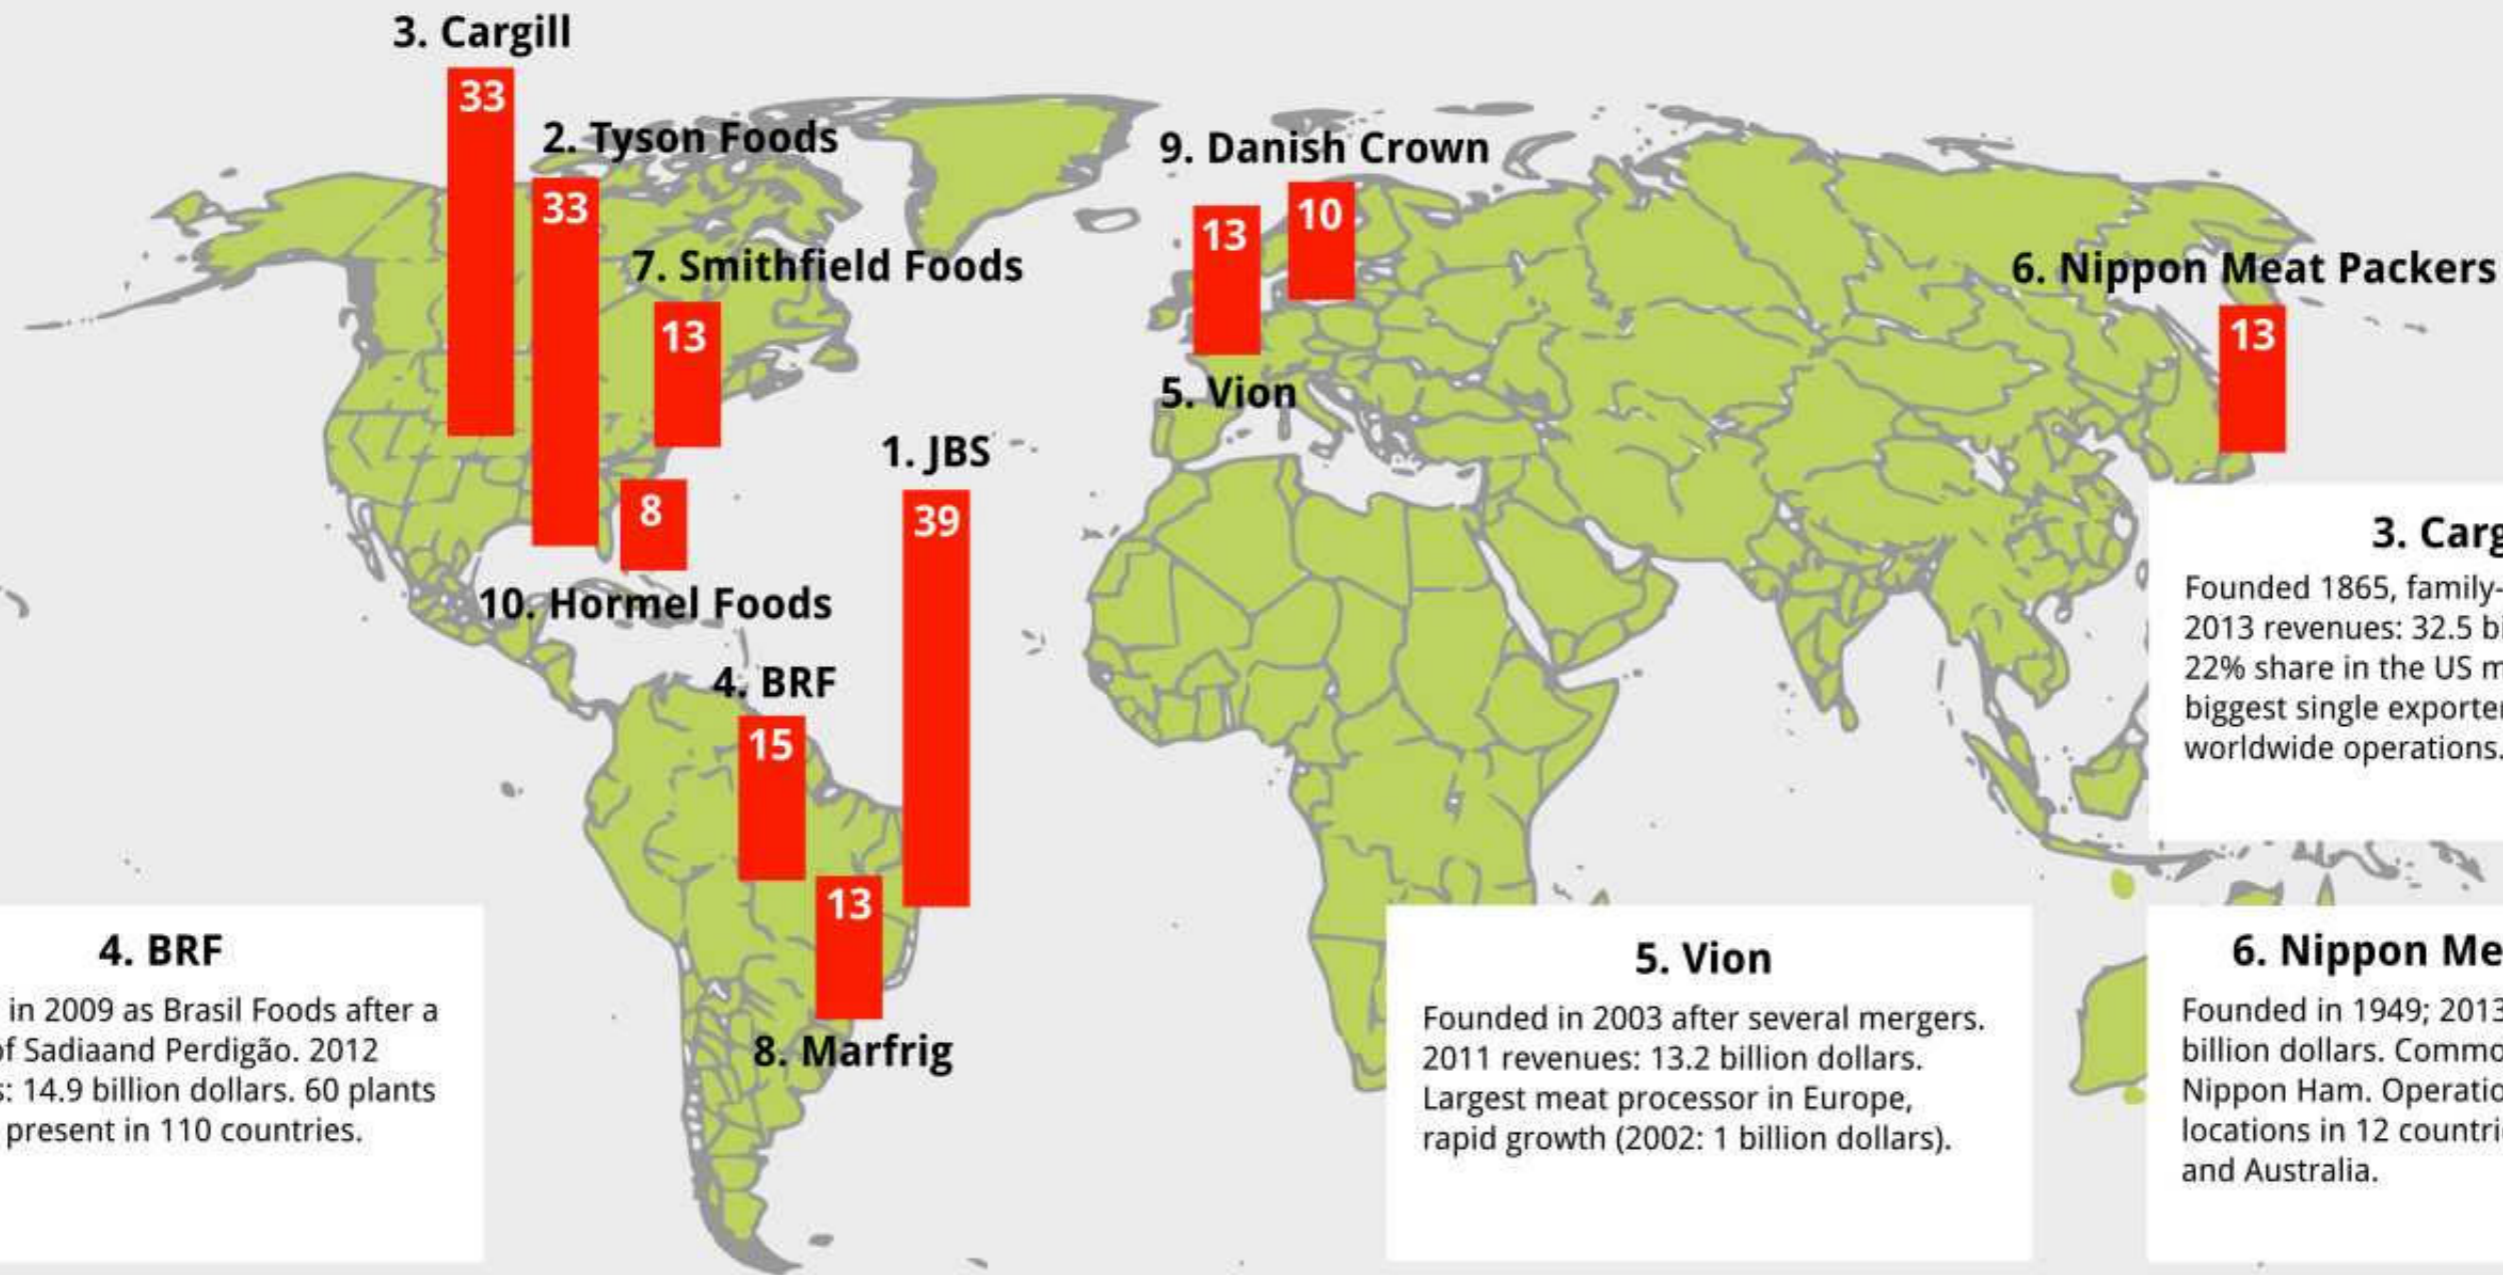 3. Cargill
33
2. Tyson Foods
33
7. Smithfield Foods
13
8
10. Hormel Foods
1. JBS
39
4. BRF
15
13
8. Marfrig
9. Danish Crown
13
10
5. Vion
6. Nippon Meat Packers
13
3. Carg
Founded 1865, family-
2013 revenues: 32.5 bi
22% share in the US m
biggest single exporter
worldwide operations.
4. BRF
in 2009 as Brasil Foods after a
of Sadiaand Perdigão. 2012
s: 14.9 billion dollars. 60 plants
present in 110 countries.
5. Vion
Founded in 2003 after several mergers.
2011 revenues: 13.2 billion dollars.
Largest meat processor in Europe,
rapid growth (2002: 1 billion dollars).
6. Nippon Me
Founded in 1949; 2013
billion dollars. Commo
Nippon Ham. Operatio
locations in 12 countri
and Australia.